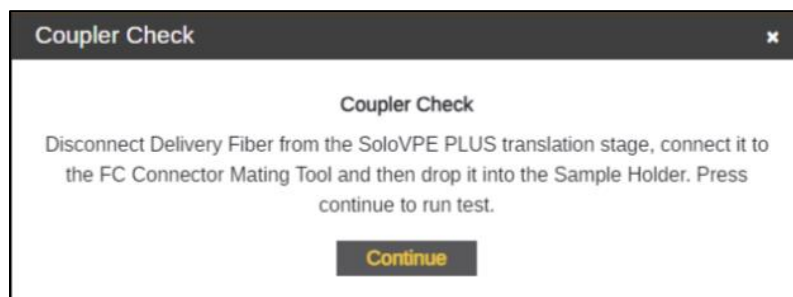 Coupler Check
Coupler Check
Disconnect Delivery Fiber from the SoloVPE PLUS translation stage, connect it to
the FC Connector Mating Tool and then drop it into the Sample Holder. Press
continue to run test.
Continue